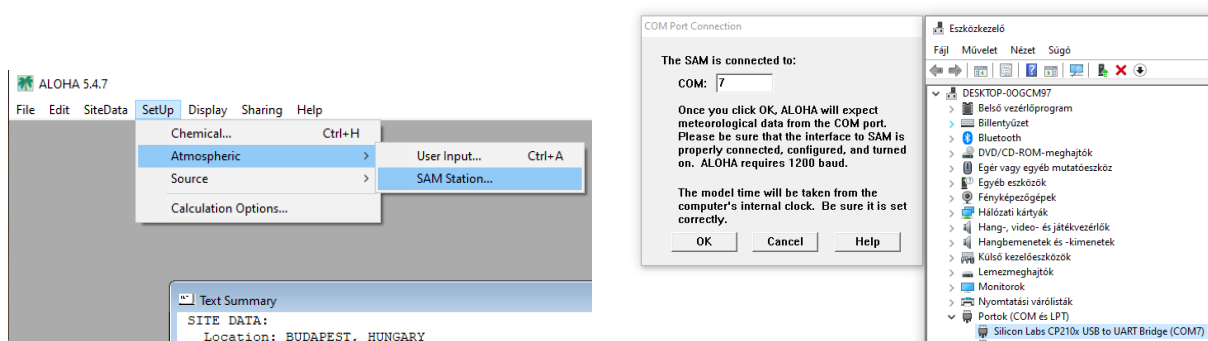 ALOHA 5.4.7
File Edit SiteData SetUp Display Sharing Help
Chemical... Ctrl+H
Atmospheric >
Source >
Calculation Options...
User Input... Ctrl+A
SAM Station...
Text Summary
SITE DATA:
Location: BUDAPEST, HUNGARY
COM Port Connection
The SAM is connected to:
COM: 7
Once you click OK, ALOHA will expect
meteorological data from the COM port.
Please be sure that the interface to SAM is
properly connected, configured, and turned
on. ALOHA requires 1200 baud.
The model time will be taken from the
computer's internal clock. Be sure it is set
correctly.
OK Cancel Help
Eszközkezelő
Fájl Művelet Nézet Súgó
DESKTOP-0OGCM97
Belső vezérlőprogram
Billentyűzet
Bluetooth
DVD/CD-ROM-meghajtók
Egér vagy egyéb mutatóeszköz
Egyéb eszközök
Fényképezőgépek
Hálózati kártyák
Hang-, video- és játékvezérlők
Hangbemenetek és -kimenetek
Külső kezelőeszközök
Lemezmeghajtók
Monitorok
Nyomtatási várólisták
Portok (COM és LPT)
Silicon Labs CP210x USB to UART Bridge (COM7)